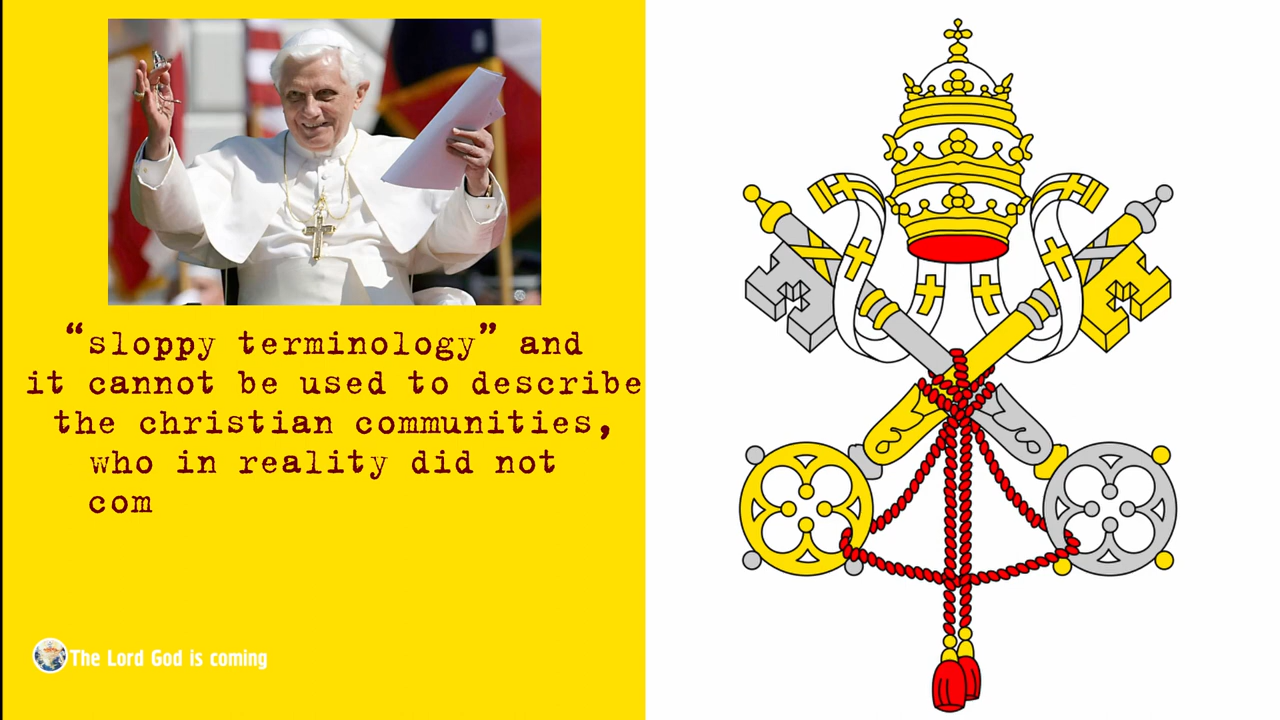 “sloppy terminology” and
it cannot be used to describe
the christian communities,
who in reality did not
com
The Lord God is coming